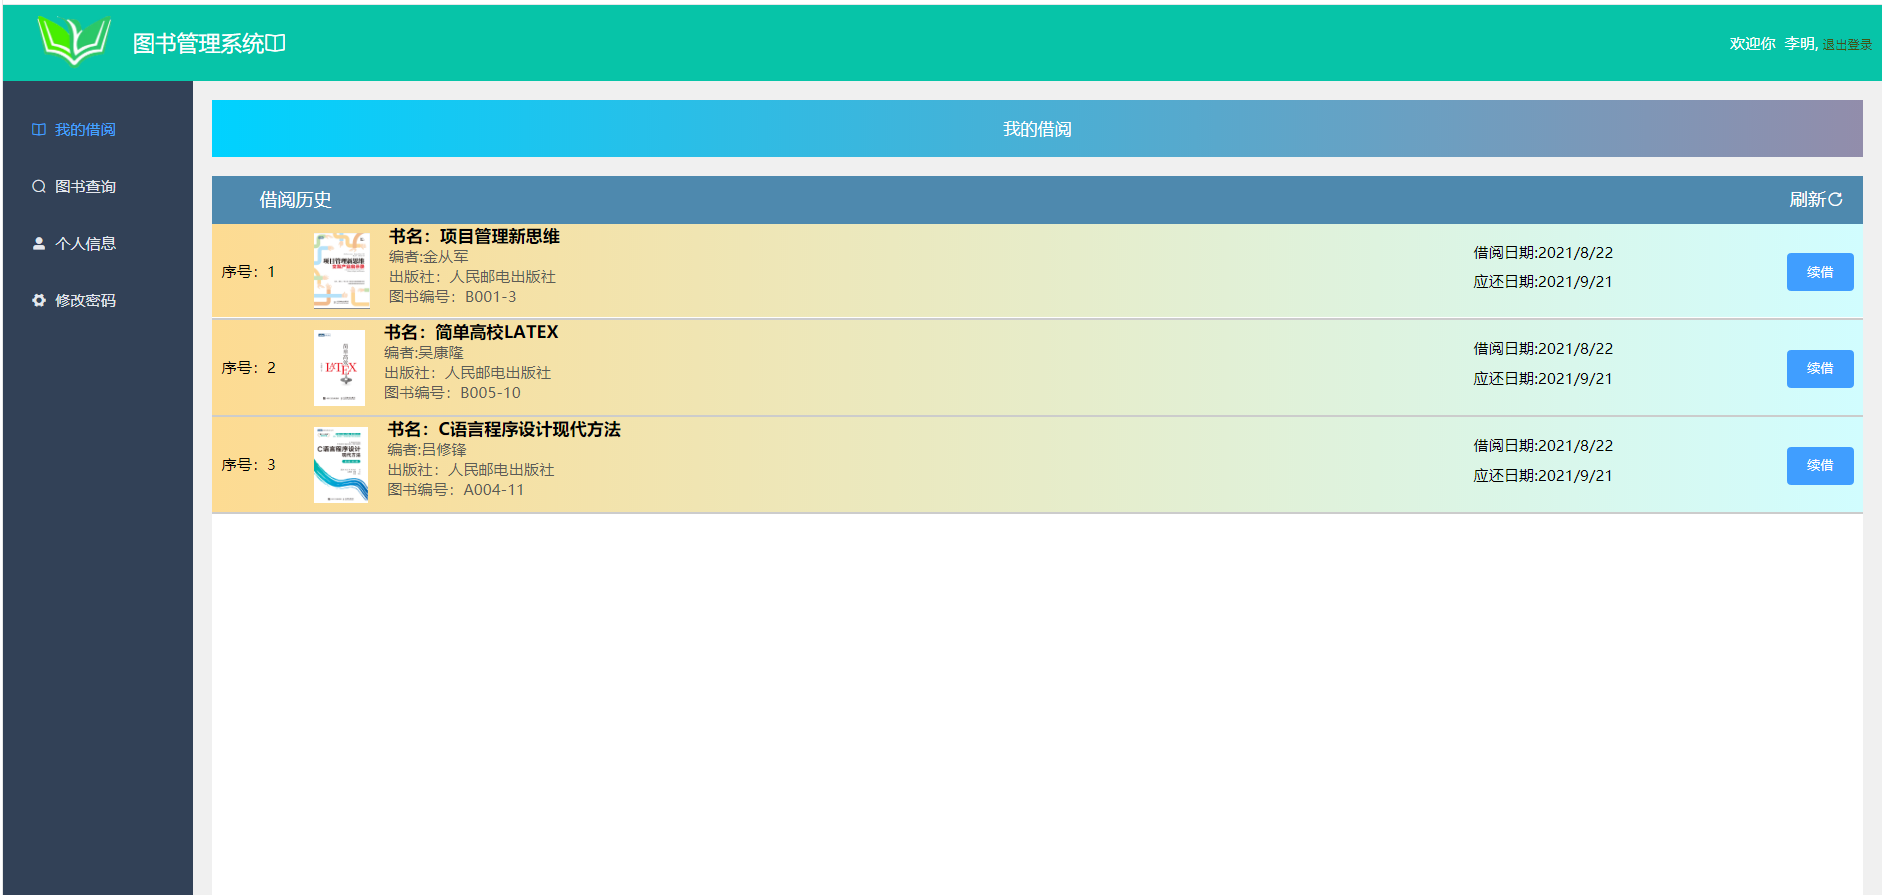 图书管理系统
欢迎你 李明, 退出登录
我的借阅
图书查询
个人信息
修改密码
我的借阅
借阅历史
刷新
序号：1
项目管理新思维
书名：项目管理新思维
编者:金从军
出版社：人民邮电出版社
图书编号：B001-3
借阅日期:2021/8/22
应还日期:2021/9/21
续借
序号：2
LATEX
书名：简单高校LATEX
编者:吴康隆
出版社：人民邮电出版社
图书编号：B005-10
借阅日期:2021/8/22
应还日期:2021/9/21
续借
序号：3
C语言程序设计
现代方法
书名：C语言程序设计现代方法
编者:吕修锋
出版社：人民邮电出版社
图书编号：A004-11
借阅日期:2021/8/22
应还日期:2021/9/21
续借